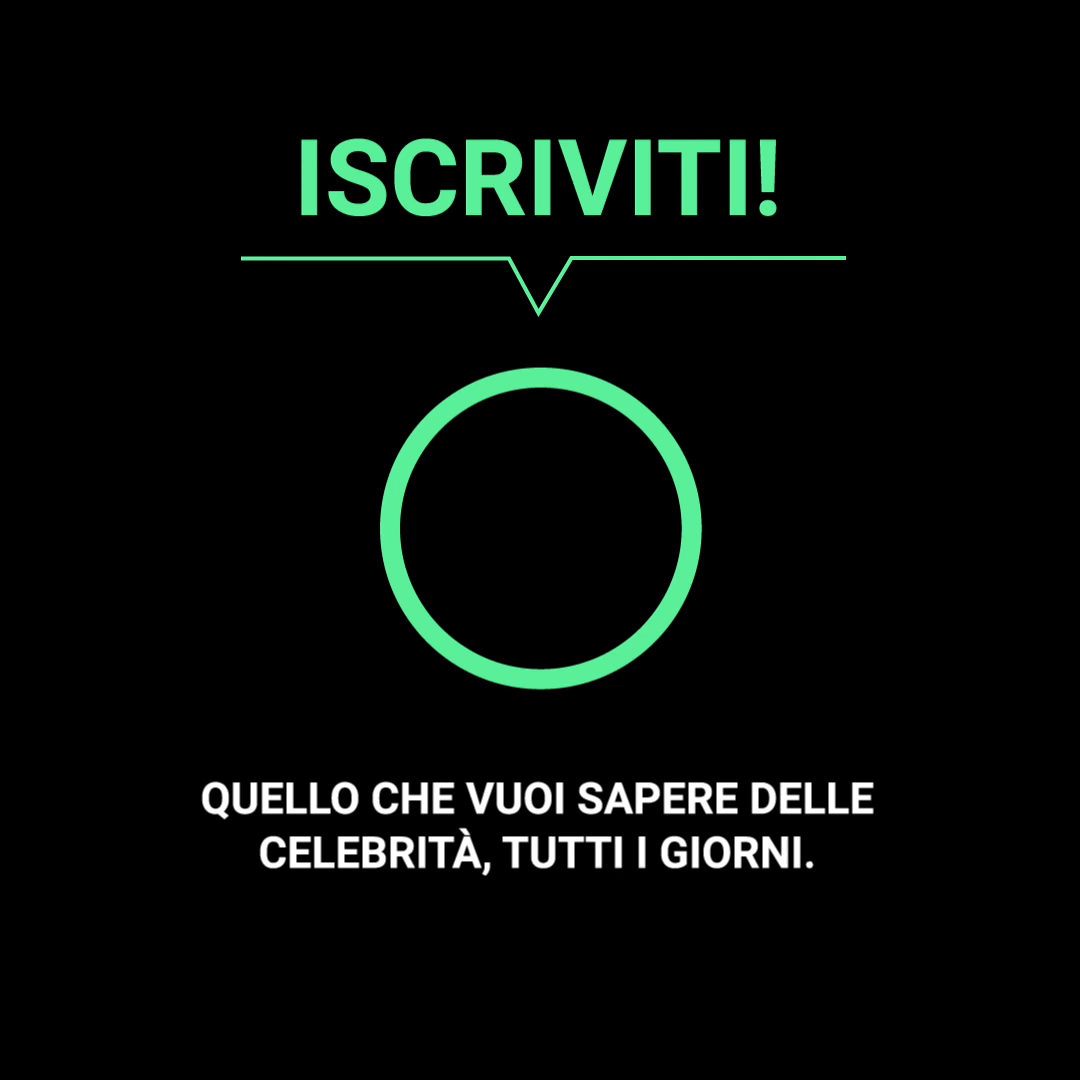 ISCRIVITI!
QUELLO CHE VUOI SAPERE DELLE
CELEBRITÀ, TUTTI I GIORNI.